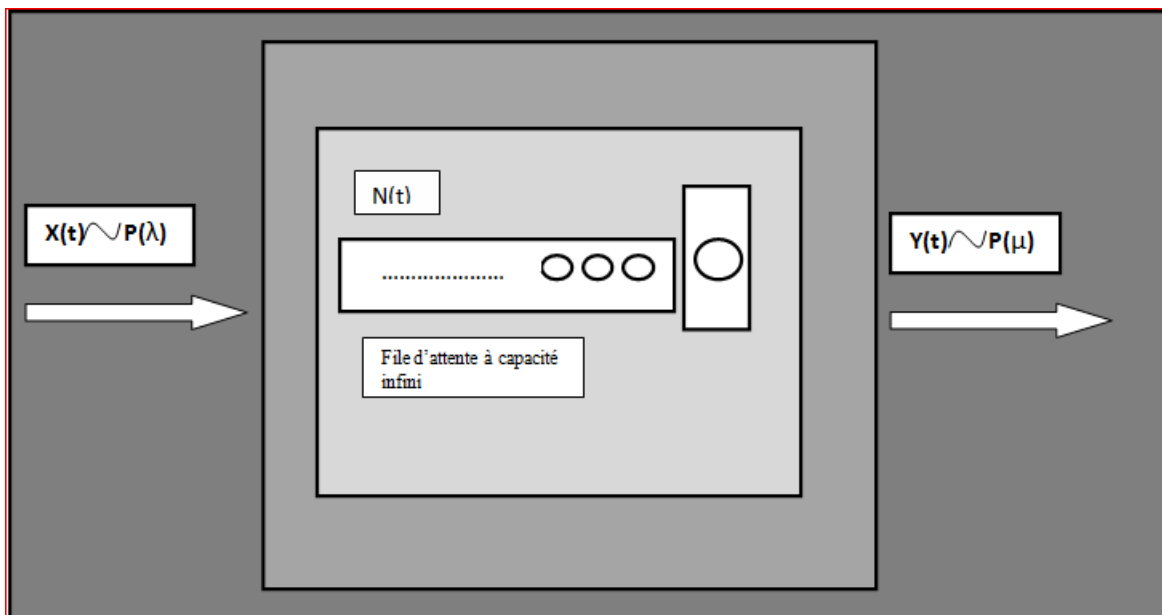 N(t)
X(t)~P(λ)
Y(t)~P(μ)
.....................
File d'attente à capacité
infini